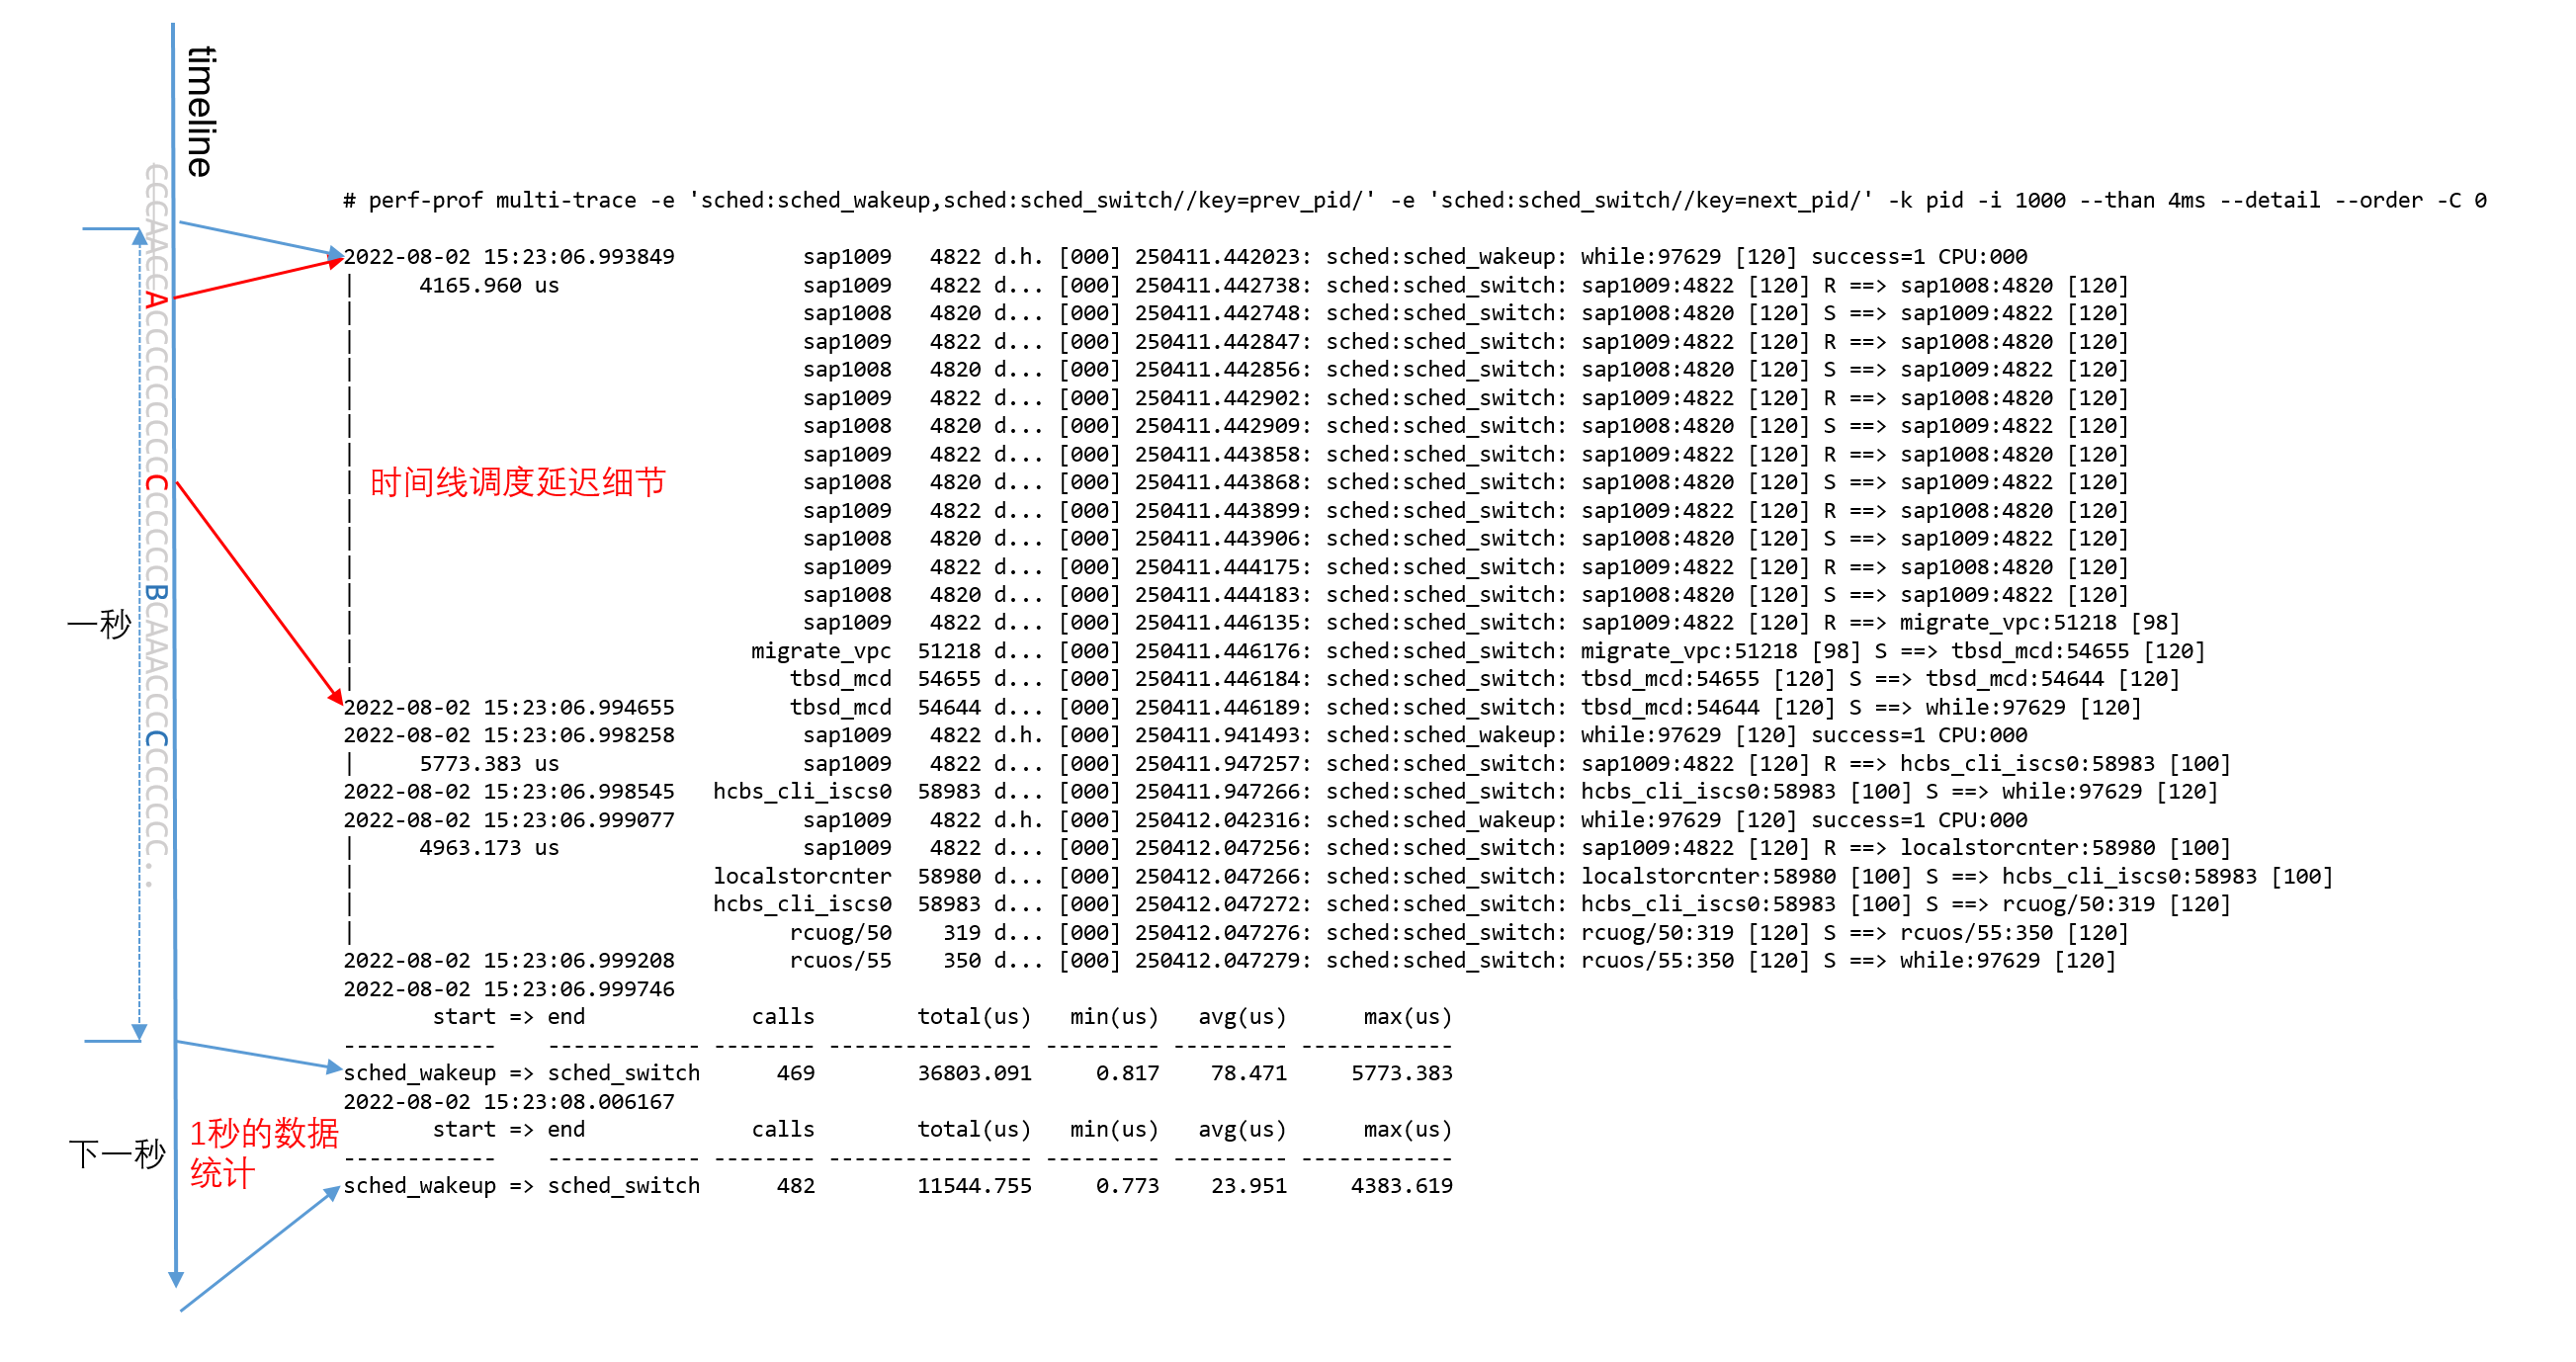 timeline
CCCAACCACCCCCCCCCCCCCCCBCAAACCCCCCCCCC..
一秒
下一秒
# perf-prof multi-trace -e 'sched:sched_wakeup,sched:sched_switch//key=prev_pid/' -e 'sched:sched_switch//key=next_pid/' -k pid -i 1000 --than 4ms --detail --order -C 0
2022-08-02 15:23:06.993849 sap1009 4822 d.h. [000] 250411.442023: sched:sched_wakeup: while:97629 [120] success=1 CPU:000
| 4165.960 us sap1009 4822 d... [000] 250411.442738: sched:sched_switch: sap1009:4822 [120] R ==> sap1008:4820 [120]
| sap1008 4820 d... [000] 250411.442748: sched:sched_switch: sap1008:4820 [120] S ==> sap1009:4822 [120]
| sap1009 4822 d... [000] 250411.442847: sched:sched_switch: sap1009:4822 [120] R ==> sap1008:4820 [120]
| sap1008 4820 d... [000] 250411.442856: sched:sched_switch: sap1008:4820 [120] S ==> sap1009:4822 [120]
| sap1009 4822 d... [000] 250411.442902: sched:sched_switch: sap1009:4822 [120] R ==> sap1008:4820 [120]
| sap1008 4820 d... [000] 250411.442909: sched:sched_switch: sap1008:4820 [120] S ==> sap1009:4822 [120]
| sap1009 4822 d... [000] 250411.443858: sched:sched_switch: sap1009:4822 [120] R ==> sap1008:4820 [120]
时间线调度延迟细节
| sap1008 4820 d... [000] 250411.443868: sched:sched_switch: sap1008:4820 [120] S ==> sap1009:4822 [120]
| sap1009 4822 d... [000] 250411.443899: sched:sched_switch: sap1009:4822 [120] R ==> sap1008:4820 [120]
| sap1008 4820 d... [000] 250411.443906: sched:sched_switch: sap1008:4820 [120] S ==> sap1009:4822 [120]
| sap1009 4822 d... [000] 250411.444175: sched:sched_switch: sap1009:4822 [120] R ==> sap1008:4820 [120]
| sap1008 4820 d... [000] 250411.444183: sched:sched_switch: sap1008:4820 [120] S ==> sap1009:4822 [120]
| sap1009 4822 d... [000] 250411.446135: sched:sched_switch: sap1009:4822 [120] R ==> migrate_vpc:51218 [98]
| migrate_vpc 51218 d... [000] 250411.446176: sched:sched_switch: migrate_vpc:51218 [98] S ==> tbsd_mcd:54655 [120]
| tbsd_mcd 54655 d... [000] 250411.446184: sched:sched_switch: tbsd_mcd:54655 [120] S ==> tbsd_mcd:54644 [120]
2022-08-02 15:23:06.994655 tbsd_mcd 54644 d... [000] 250411.446189: sched:sched_switch: tbsd_mcd:54644 [120] S ==> while:97629 [120]
2022-08-02 15:23:06.998258 sap1009 4822 d.h. [000] 250411.941493: sched:sched_wakeup: while:97629 [120] success=1 CPU:000
| 5773.383 us sap1009 4822 d... [000] 250411.947257: sched:sched_switch: sap1009:4822 [120] R ==> hcbs_cli_iscs0:58983 [100]
2022-08-02 15:23:06.998545 hcbs_cli_iscs0 58983 d... [000] 250411.947266: sched:sched_switch: hcbs_cli_iscs0:58983 [100] S ==> while:97629 [120]
2022-08-02 15:23:06.999077 sap1009 4822 d.h. [000] 250412.042316: sched:sched_wakeup: while:97629 [120] success=1 CPU:000
| 4963.173 us sap1009 4822 d... [000] 250412.047256: sched:sched_switch: sap1009:4822 [120] R ==> localstorcnter:58980 [100]
| localstorcnter 58980 d... [000] 250412.047266: sched:sched_switch: localstorcnter:58980 [100] S ==> hcbs_cli_iscs0:58983 [100]
| hcbs_cli_iscs0 58983 d... [000] 250412.047272: sched:sched_switch: hcbs_cli_iscs0:58983 [100] S ==> rcuog/50:319 [120]
| rcuog/50 319 d... [000] 250412.047276: sched:sched_switch: rcuog/50:319 [120] S ==> rcuos/55:350 [120]
2022-08-02 15:23:06.999208 rcuos/55 350 d... [000] 250412.047279: sched:sched_switch: rcuos/55:350 [120] S ==> while:97629 [120]
2022-08-02 15:23:06.999746
start => end calls total(us) min(us) avg(us) max(us)
------------ ------------ -------- ---------------- --------- --------- ------------
sched_wakeup => sched_switch 469 36803.091 0.817 78.471 5773.383
2022-08-02 15:23:08.006167
start => end calls total(us) min(us) avg(us) max(us)
------------ ------------ -------- ---------------- --------- --------- ------------
sched_wakeup => sched_switch 482 11544.755 0.773 23.951 4383.619
1秒的数据
统计